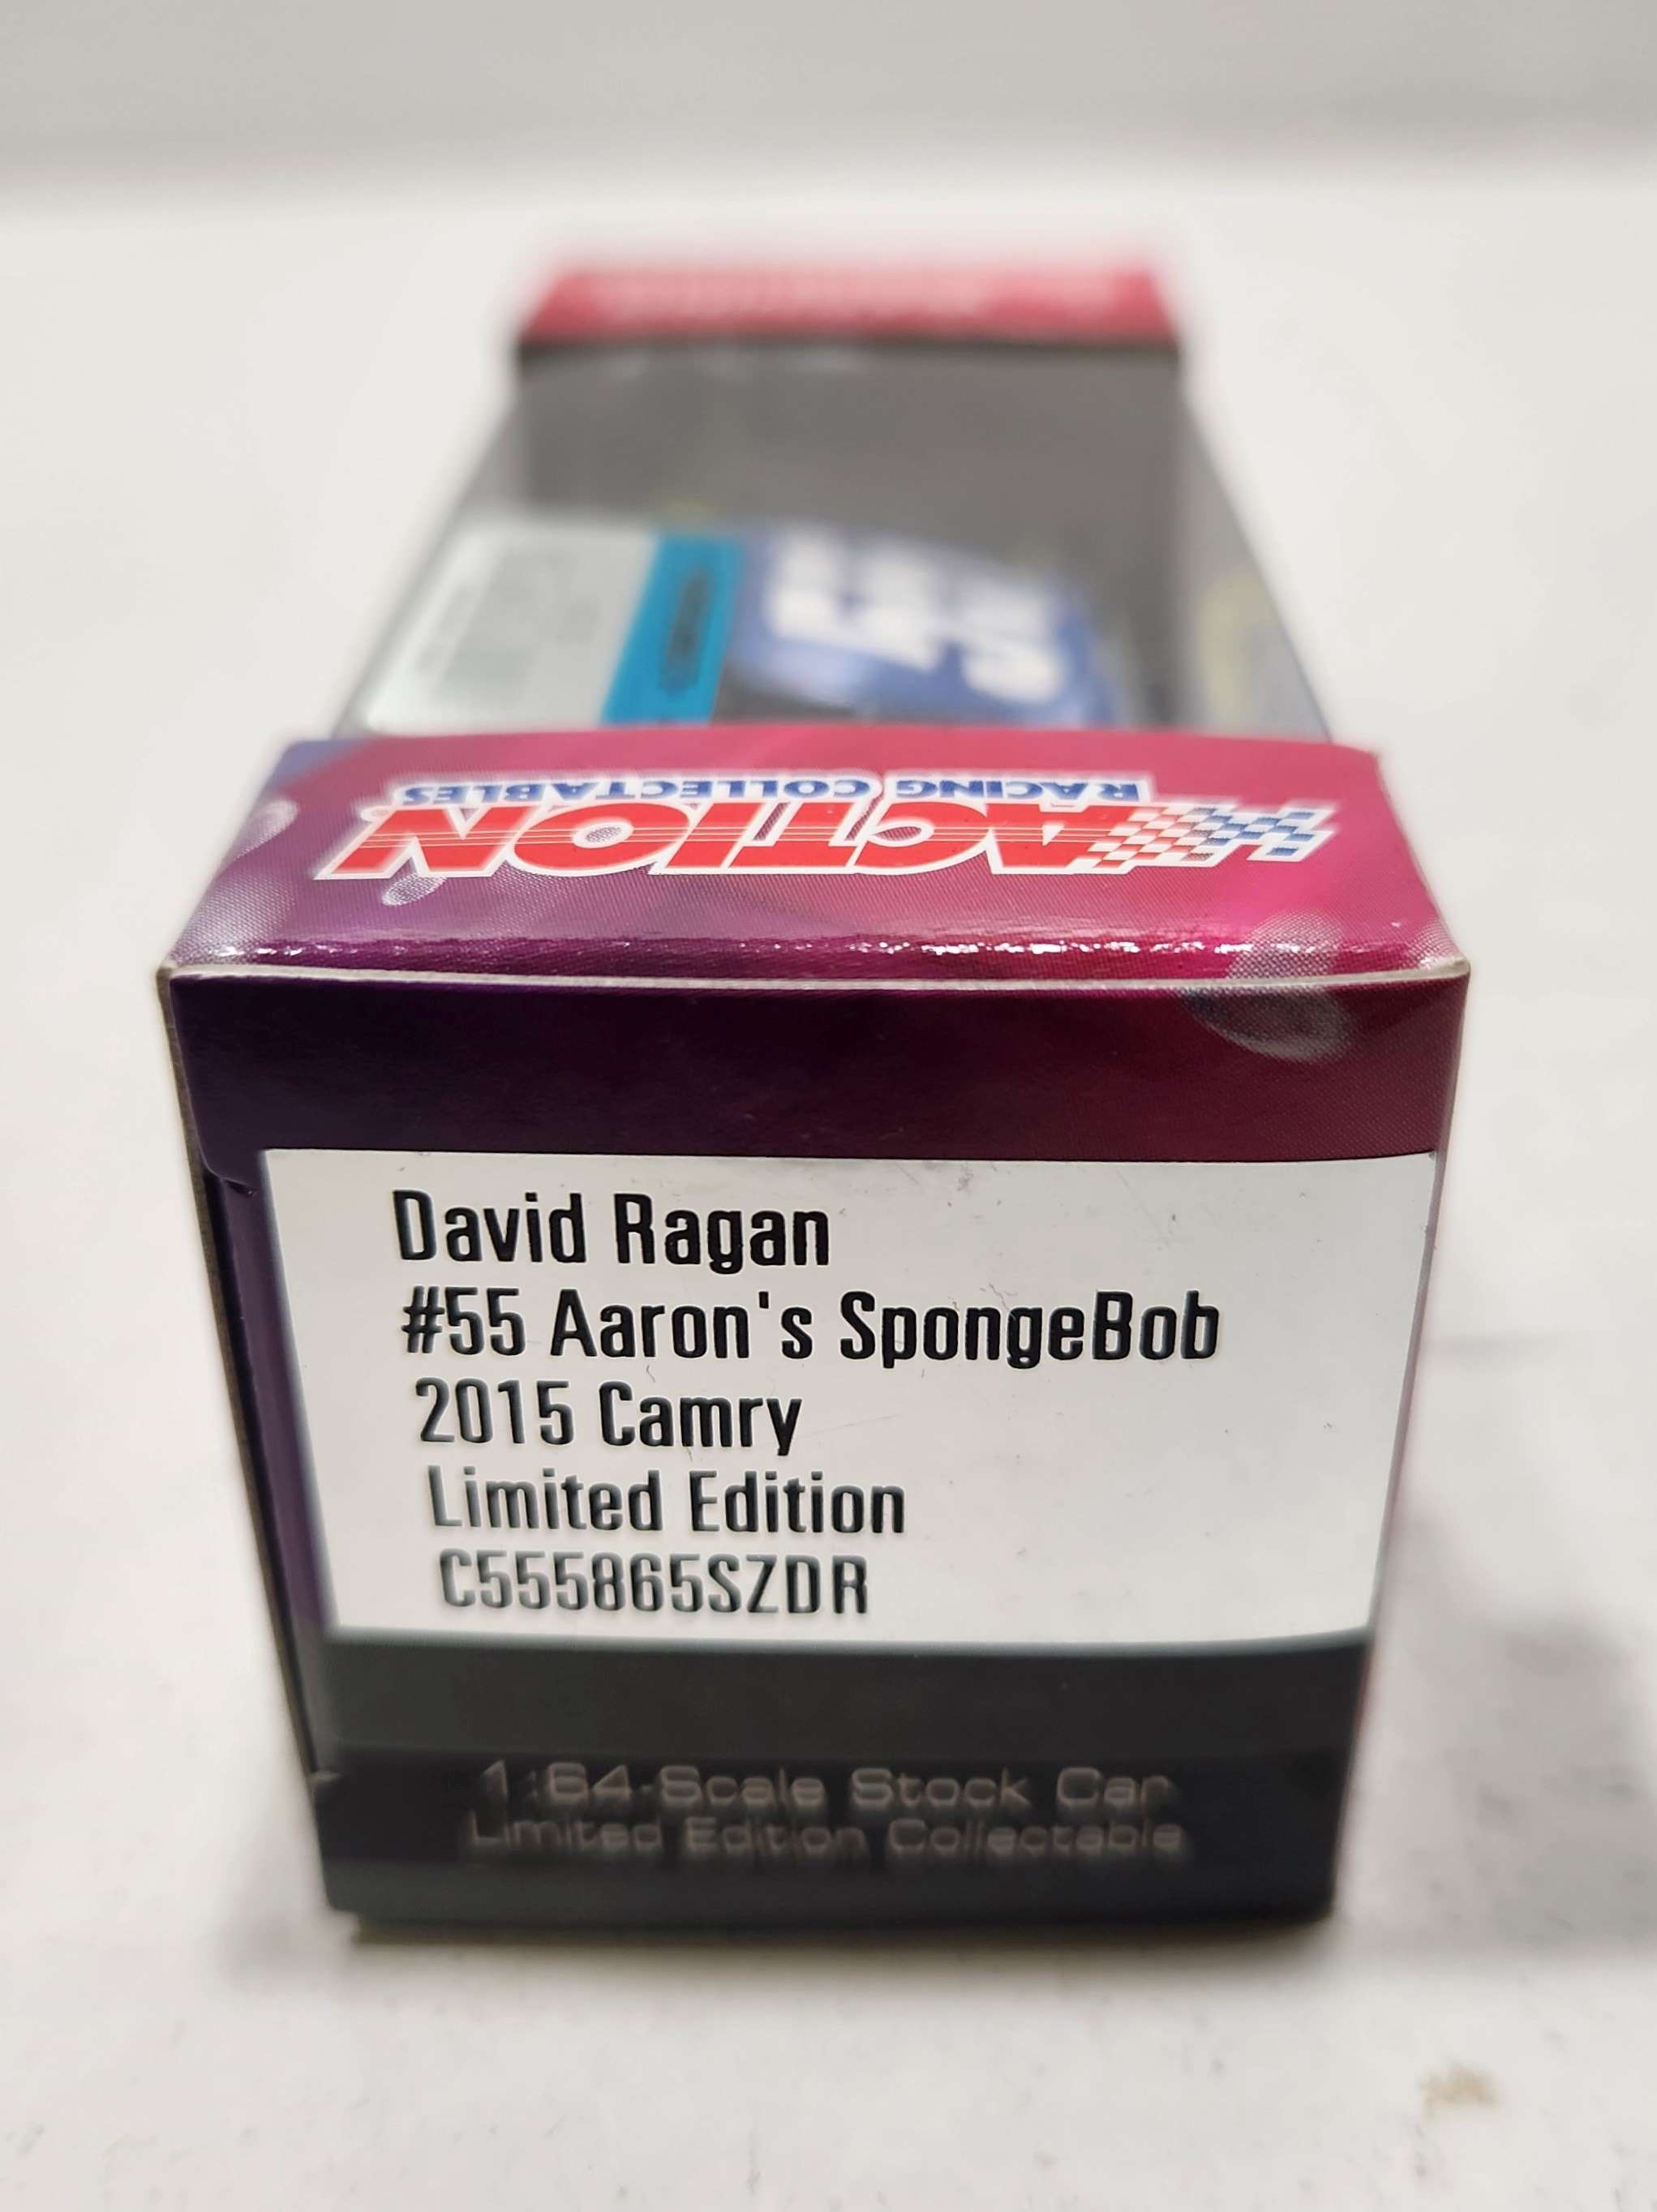 ACTION
RACING COLLECTABLES
David Ragan
#55 Aaron's SpongeBob
2015 Camry
Limited Edition
C555865SZDR
1:64-Scale Stock Car
Limited Edition Collectable